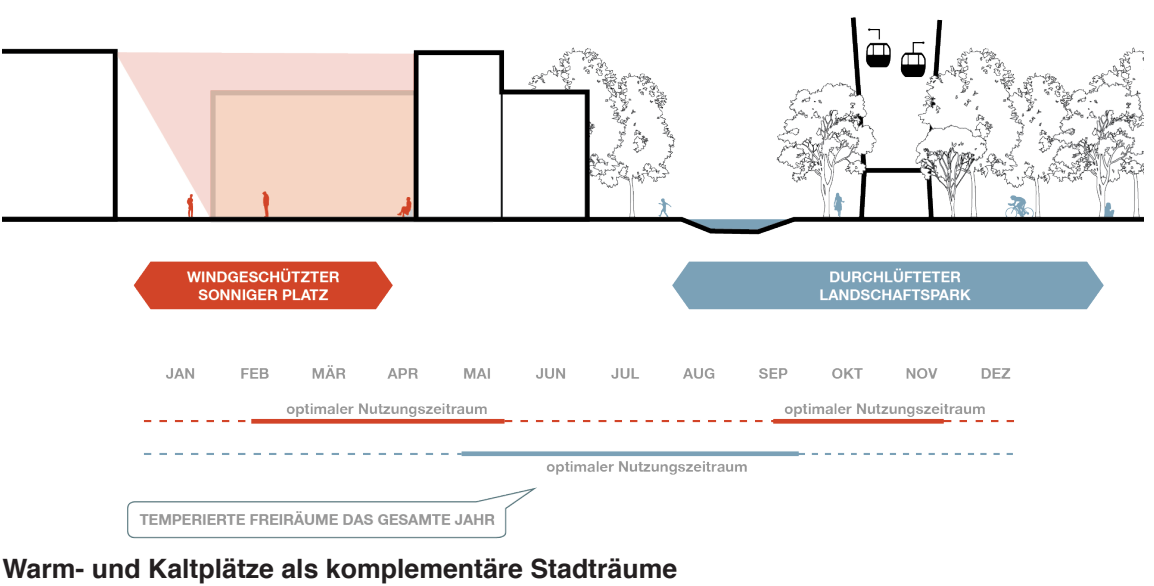 WINDGESCHÜTZTER
SONNIGER PLATZ
DURCHLÜFTETER
LANDSCHAFTSPARK
JAN FEB MÄR APR MAI JUN JUL AUG SEP OKT NOV DEZ
optimaler Nutzungszeitraum optimaler Nutzungszeitraum
optimaler Nutzungszeitraum
TEMPERIERTE FREIRÄUME DAS GESAMTE JAHR
Warm- und Kaltplätze als komplementäre Stadträume